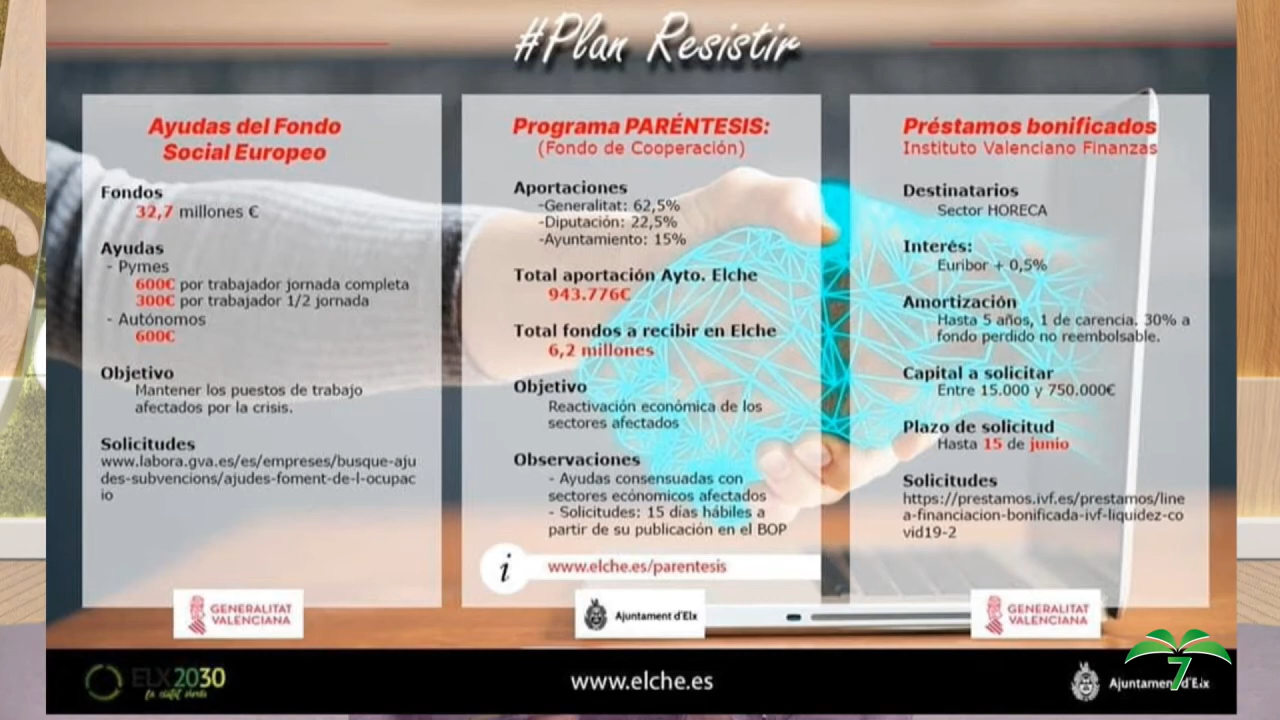 #Plan Resistir
Ayudas del Fondo
Social Europeo
Fondos
32,7 millones €
Ayudas
- Pymes
600€ por trabajador jornada completa
300€ por trabajador 1/2 jornada
- Autónomos
600€
Objetivo
Mantener los puestos de trabajo
afectados por la crisis.
Solicitudes
www.labora.gva.es/es/empreses/busque-aju
des-subvencions/ajudes-foment-de-l-ocupac
io
GENERALITAT
VALENCIANA
Programa PARÉNTESIS:
(Fondo de Cooperación)
Aportaciones
-Generalitat: 62,5%
-Diputación: 22,5%
-Ayuntamiento: 15%
Total aportación Ayto. Elche
943.776€
Total fondos a recibir en Elche
6,2 millones
Objetivo
Reactivación económica de los
sectores afectados
Observaciones
- Ayudas consensuadas con
sectores ecónomicos afectados
- Solicitudes: 15 días hábiles a
partir de su publicación en el BOP
i www.elche.es/parentesis
Ajuntament d'Elx
Préstamos bonificados
Instituto Valenciano Finanzas
Destinatarios
Sector HORECA
Interés:
Euribor + 0,5%
Amortización
Hasta 5 años, 1 de carencia. 30% a
fondo perdido no reembolsable.
Capital a solicitar
Entre 15.000 y 750.000€
Plazo de solicitud
Hasta 15 de junio
Solicitudes
https://prestamos.ivf.es/prestamos/line
a-financiacion-bonificada-ivf-liquidez-co
vid19-2
GENERALITAT
VALENCIANA
ELX2030
la ciutat verda
www.elche.es
Ajuntament d'Elx
7